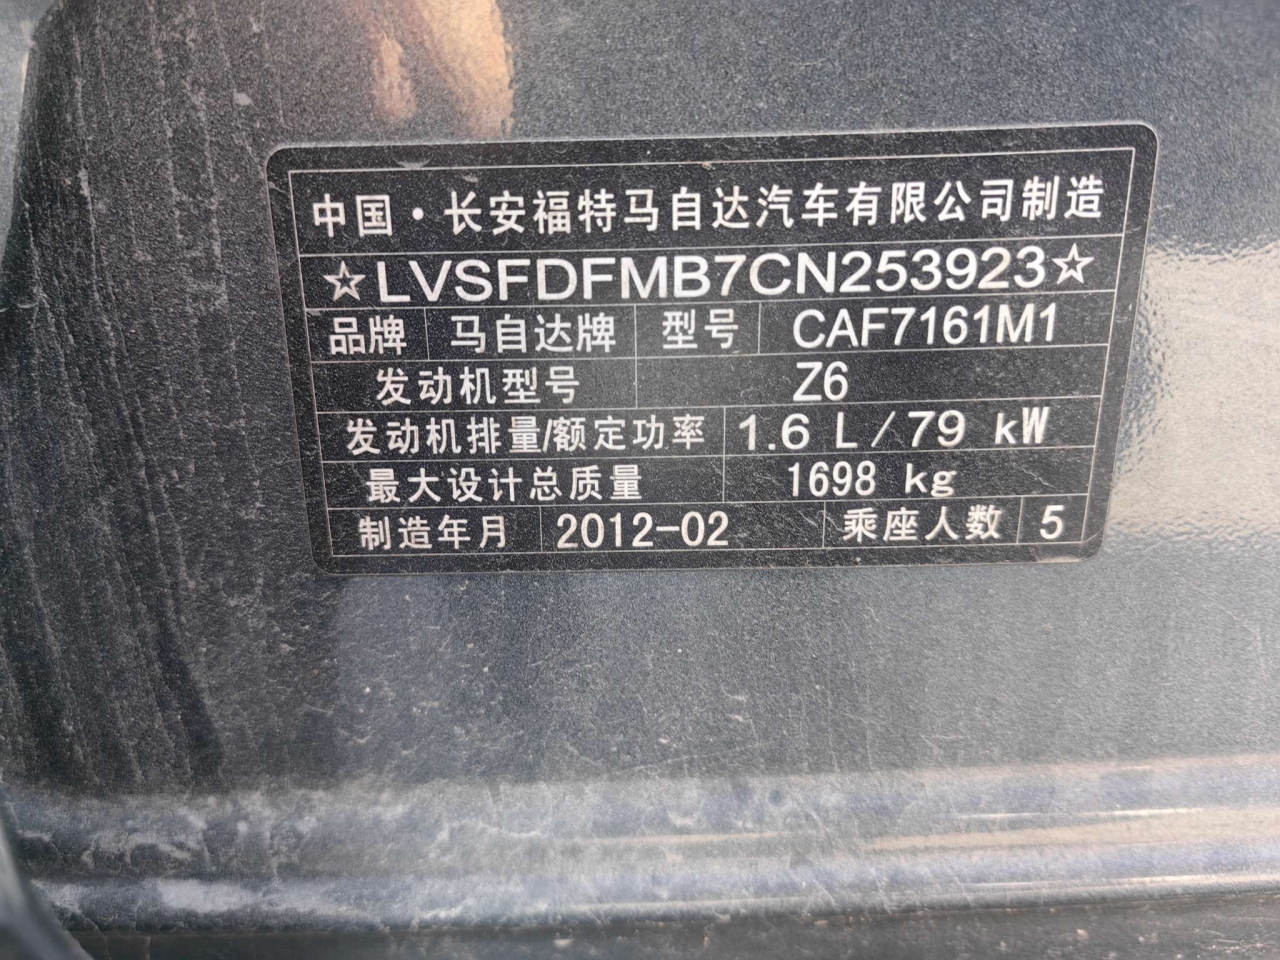 中国·长安福特马自达汽车有限公司制造
☆LVSFDFMB7CN253923☆
品牌 马自达牌 型号 CAF7161M1
发动机型号 Z6
发动机排量/额定功率 1.6 L/79 kW
最大设计总质量 1698 kg
制造年月 2012-02 乘座人数 5